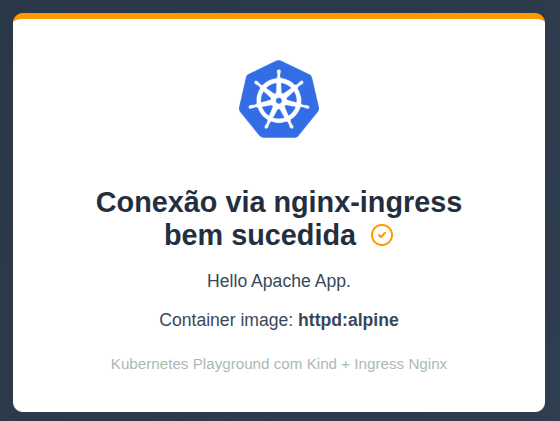 Conexão via nginx-ingress
bem sucedida
Hello Apache App.
Container image: httpd:alpine
Kubernetes Playground com Kind + Ingress Nginx